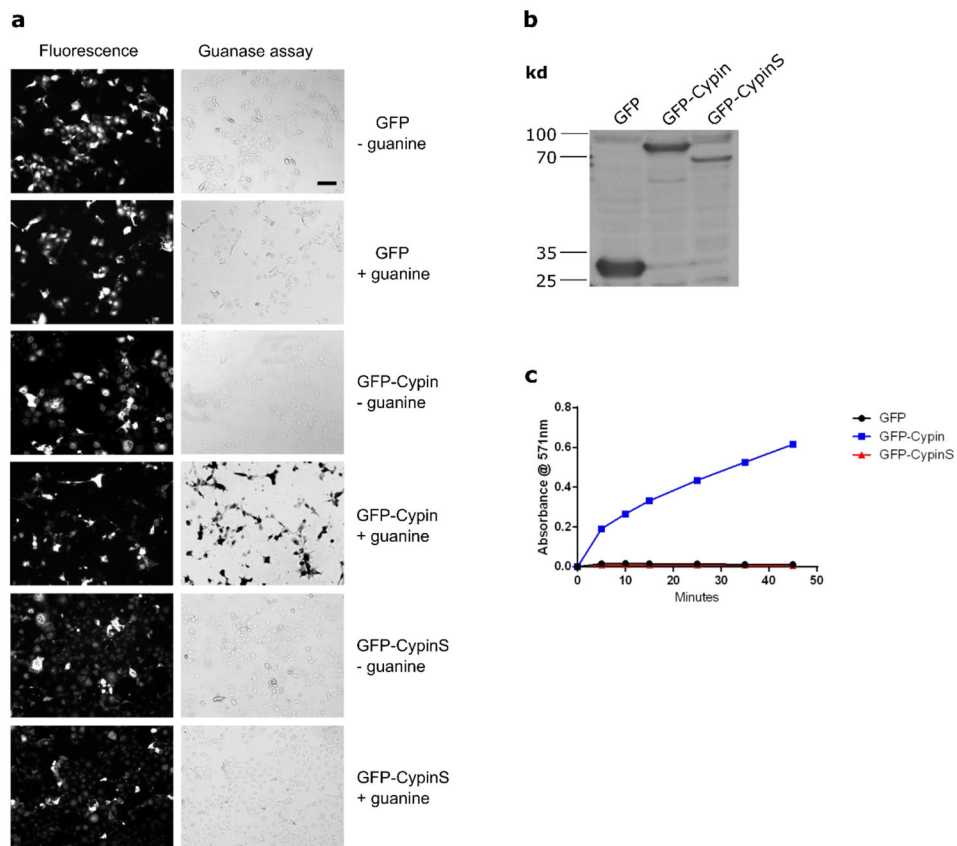 a
Fluorescence
Guanase assay
GFP
- guanine
GFP
+ guanine
GFP-Cypin
- guanine
GFP-Cypin
+ guanine
GFP-CypinS
- guanine
GFP-CypinS
+ guanine
b
kd
GFP
GFP-Cypin
GFP-CypinS
100
70
35
25
c
0.8
0.6
0.4
0.2
0.0
0
10
20
30
40
50
Absorbance @ 571nm
Minutes
GFP
GFP-Cypin
GFP-CypinS